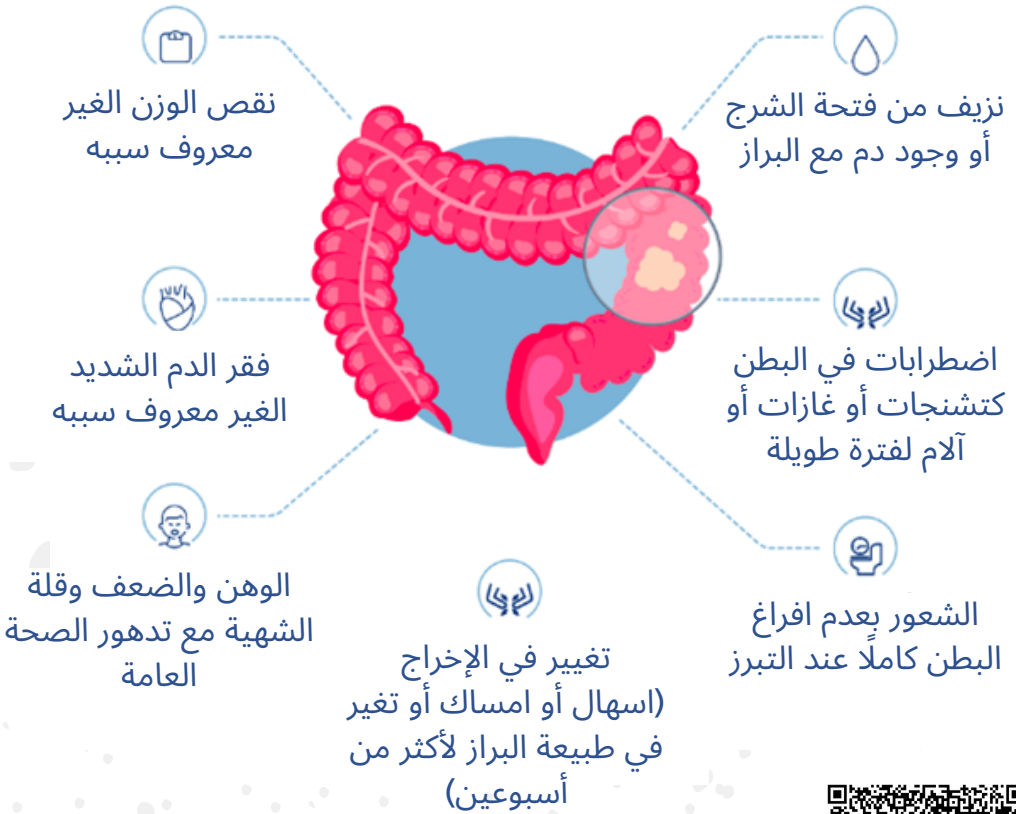 نزيف من فتحة الشرج
أو وجود دم مع البراز
نقص الوزن الغير
معروف سببه
اضطرابات في البطن
كتشنجات أو غازات أو
آلام لفترة طويلة
فقر الدم الشديد
الغير معروف سببه
الشعور بعدم افراغ
البطن كاملًا عند التبرز
الوهن والضعف وقلة
الشهية مع تدهور الصحة
العامة
تغيير في الإخراج
(اسهال أو امساك أو تغير
في طبيعة البراز لأكثر من
أسبوعين)